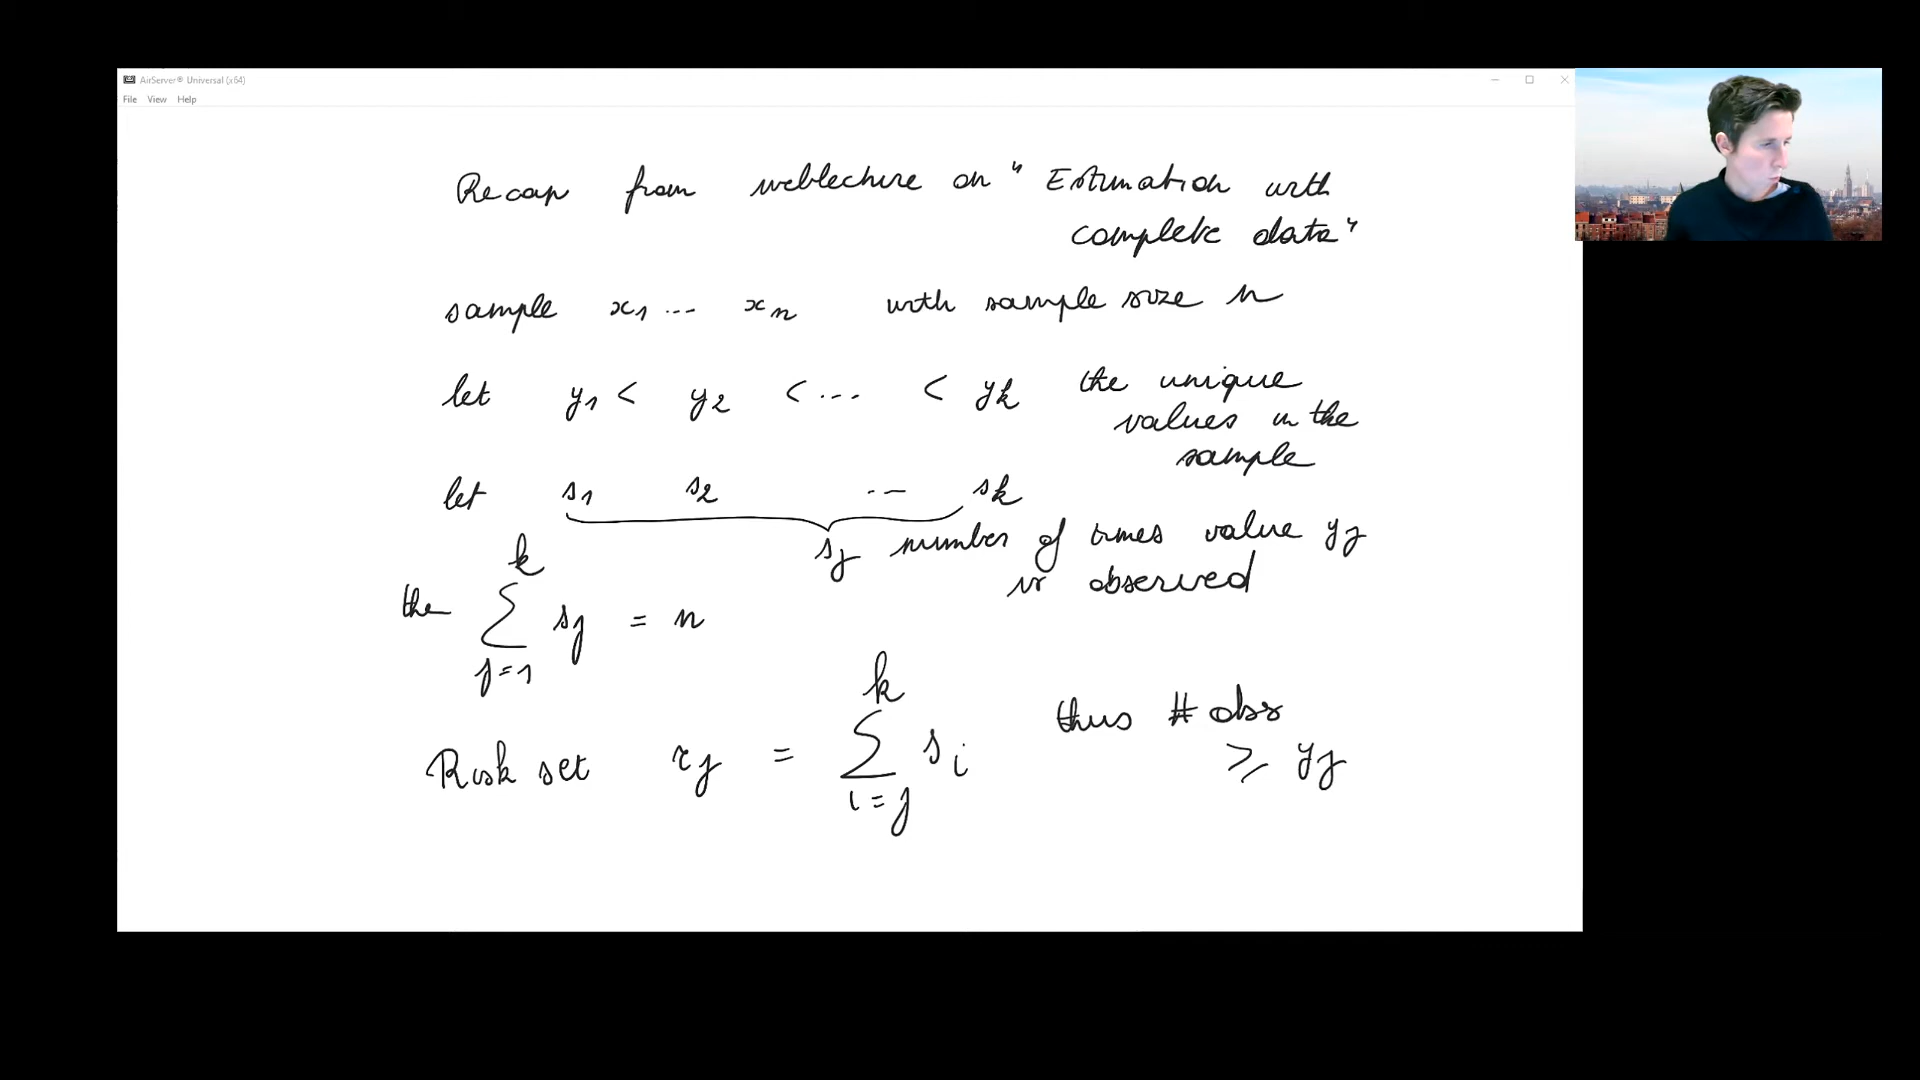 AirServer® Universal (x64)
File View Help
Recap from weblecture on "Estimation with
complete data"
sample x₁ ... xₙ with sample size n
let y₁ < y₂ < ... < yₖ the unique
values in the
sample
let s₁ s₂ ... sₖ
sⱼ number of times value yⱼ
is observed
the ∑_{j=1}^{k} sⱼ = n
Risk set rⱼ = ∑_{i=j}^{k} sᵢ thus # obs
≥ yⱼ